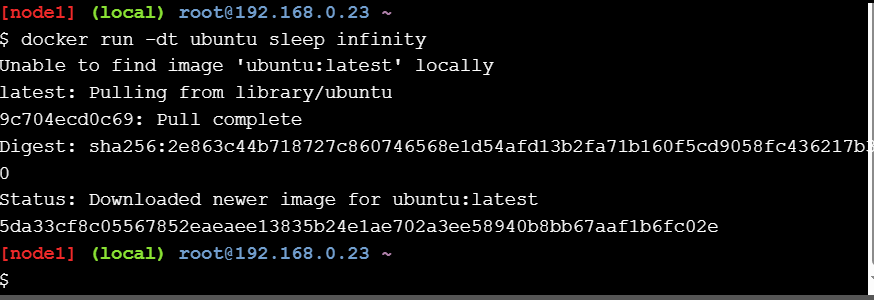 [node1] (local) root@192.168.0.23 ~
$ docker run -dt ubuntu sleep infinity
Unable to find image 'ubuntu:latest' locally
latest: Pulling from library/ubuntu
9c704ecd0c69: Pull complete
Digest: sha256:2e863c44b718727c860746568e1d54afd13b2fa71b160f5cd9058fc436217b3
0
Status: Downloaded newer image for ubuntu:latest
5da33cf8c05567852eaeaee13835b24e1ae702a3ee58940b8bb67aaf1b6fc02e
[node1] (local) root@192.168.0.23 ~
$